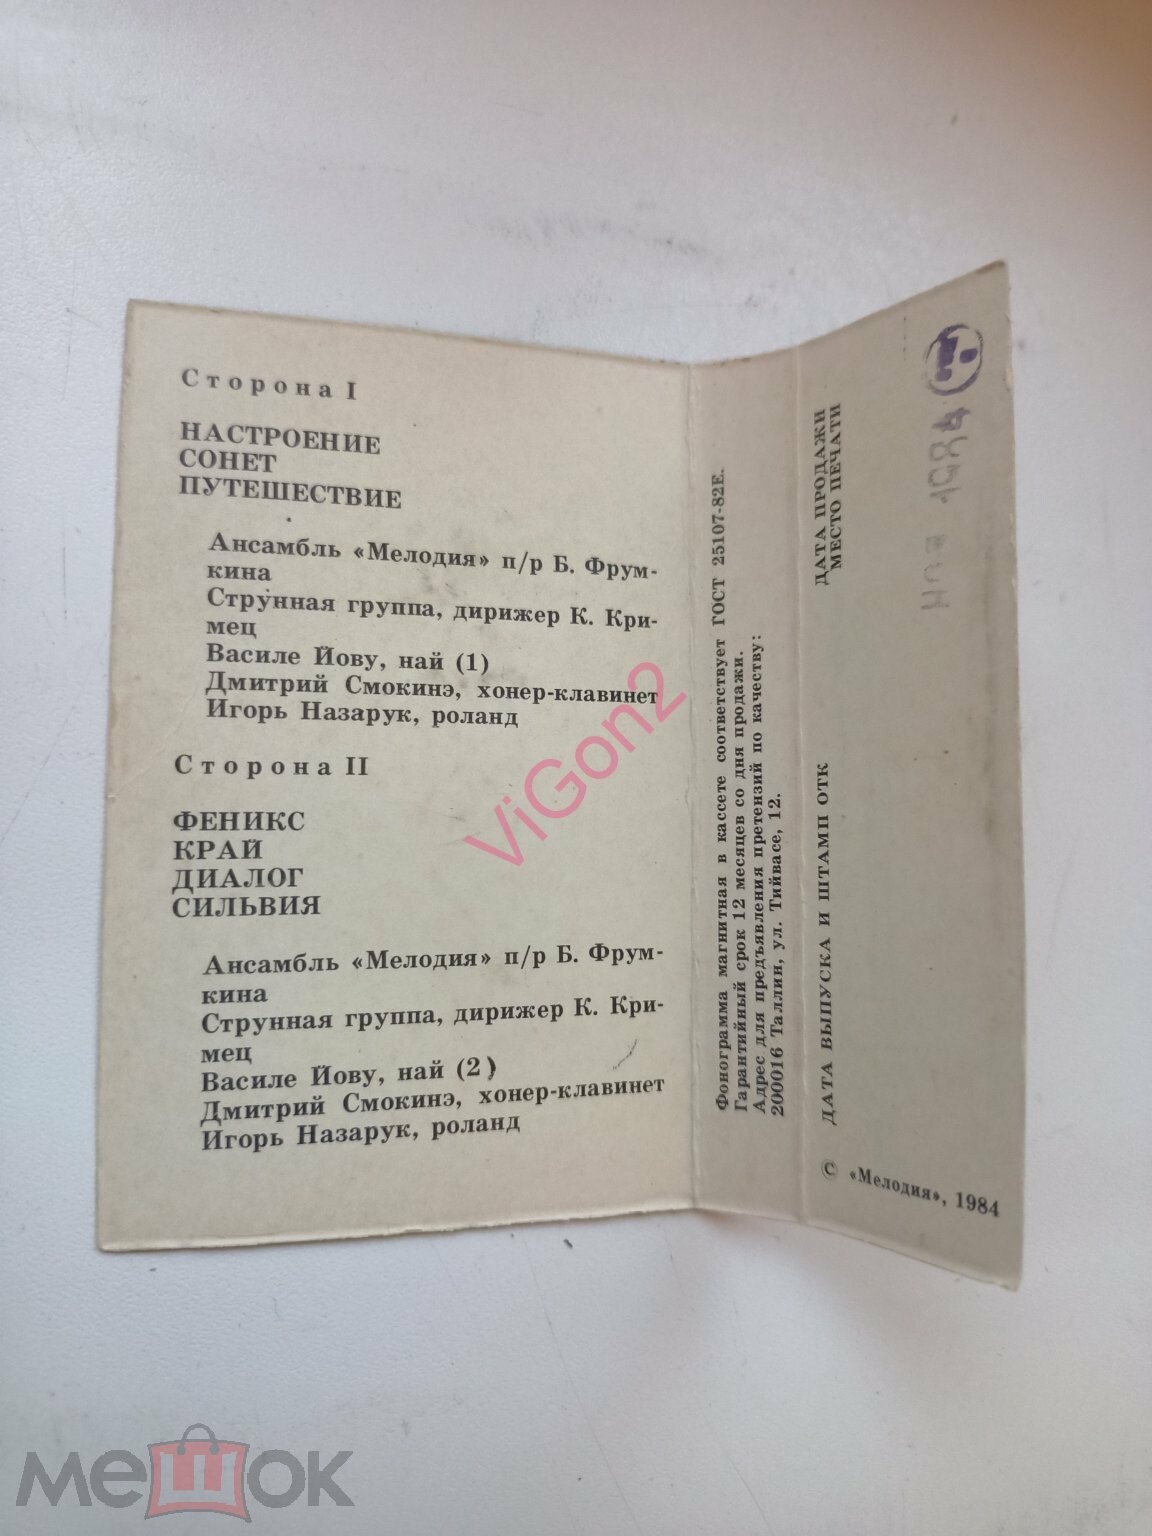 Сторона I
НАСТРОЕНИЕ
СОНЕТ
ПУТЕШЕСТВИЕ
Ансамбль «Мелодия» п/р Б. Фрум-
кина
Струнная группа, дирижер К. Кри-
мец
Василе Йову, най (1)
Дмитрий Смокинэ, хонер-клавинет
Игорь Назарук, роланд
Сторона II
ФЕНИКС
КРАЙ
ДИАЛОГ
СИЛЬВИЯ
Ансамбль «Мелодия» п/р Б. Фрум-
кина
Струнная группа, дирижер К. Кри-
мец
Василе Йову, най (2)
Дмитрий Смокинэ, хонер-клавинет
Игорь Назарук, роланд
Фонограмма магнитная в кассете соответствует ГОСТ 25107-82Е.
Гарантийный срок 12 месяцев со дня продажи.
Адрес для предъявления претензий по качеству:
200016 Таллин, ул. Тийвасе, 12.
ДАТА ВЫПУСКА И ШТАМП ОТК
ДАТА ПРОДАЖИ
МЕСТО ПЕЧАТИ
1984
© «Мелодия», 1984
ViGon2
мешок